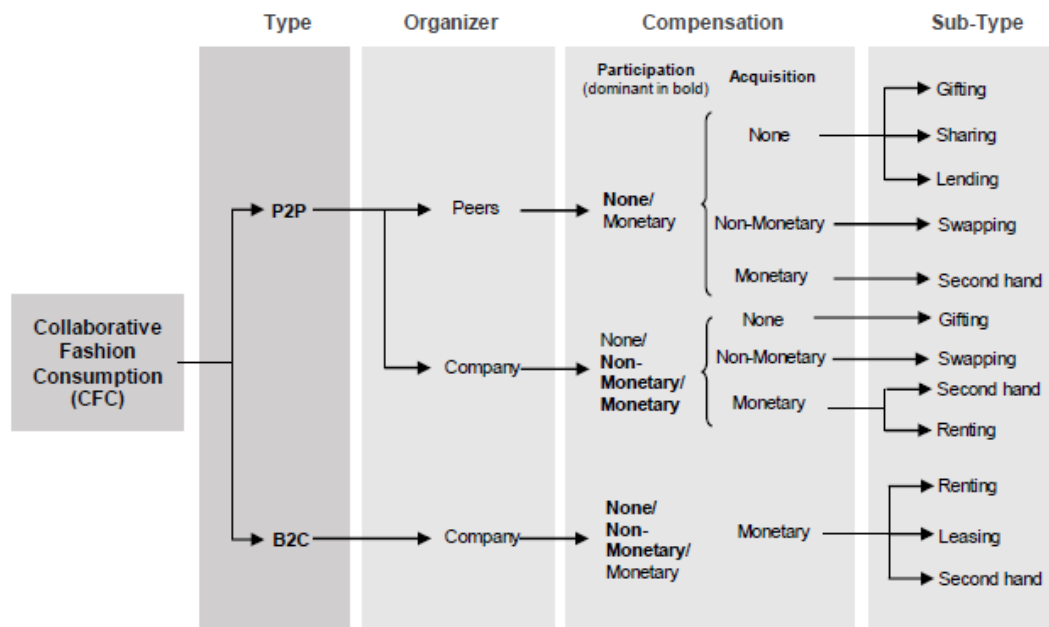 Type Organizer Compensation Sub-Type
Participation
(dominant in bold)
Acquisition
None
Gifting
Sharing
Lending
P2P
Peers
None/
Monetary
Non-Monetary
Swapping
Monetary
Second hand
Collaborative
Fashion
Consumption
(CFC)
Company
None/
Non-
Monetary/
Monetary
None
Gifting
Non-Monetary
Swapping
Monetary
Second hand
Renting
B2C
Company
None/
Non-
Monetary/
Monetary
Monetary
Renting
Leasing
Second hand